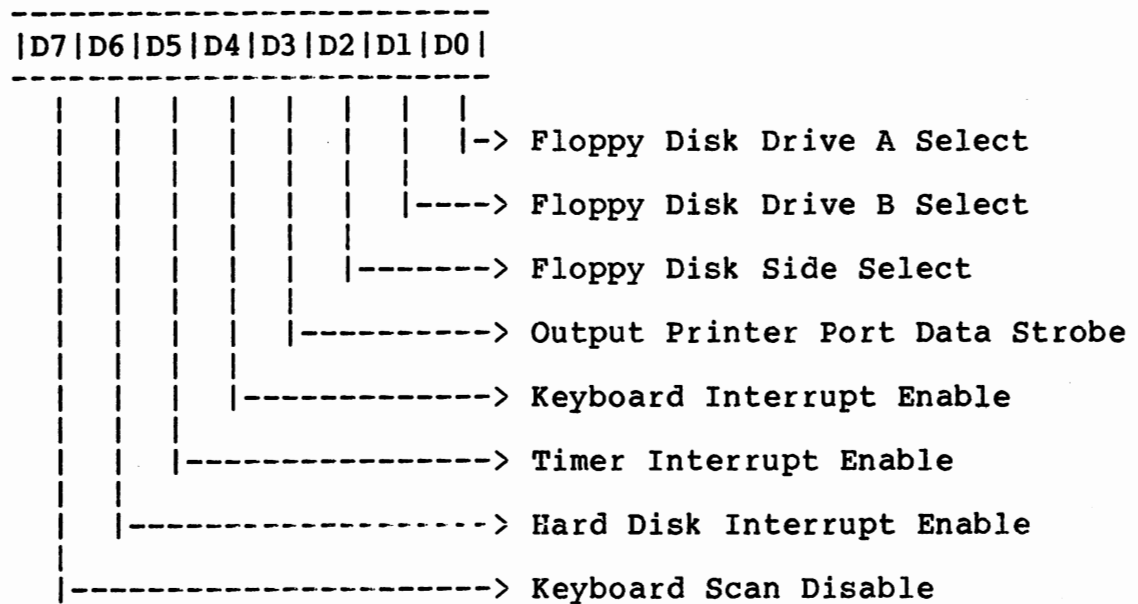 |D7|D6|D5|D4|D3|D2|D1|D0|
|-> Floppy Disk Drive A Select
|----> Floppy Disk Drive B Select
|-------> Floppy Disk Side Select
|----------> Output Printer Port Data Strobe
|-------------> Keyboard Interrupt Enable
|----------------> Timer Interrupt Enable
|-------------------> Hard Disk Interrupt Enable
|----------------------> Keyboard Scan Disable